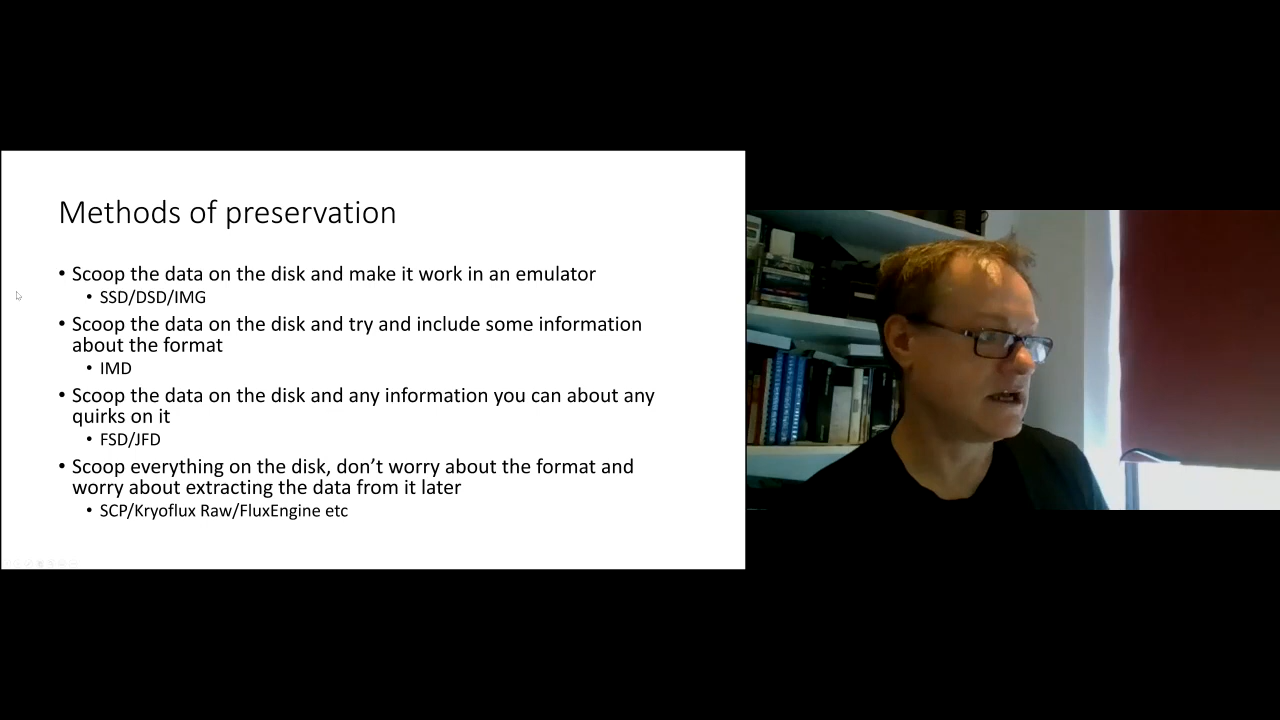 Methods of preservation
• Scoop the data on the disk and make it work in an emulator
• SSD/DSD/IMG
• Scoop the data on the disk and try and include some information
about the format
• IMD
• Scoop the data on the disk and any information you can about any
quirks on it
• FSD/JFD
• Scoop everything on the disk, don’t worry about the format and
worry about extracting the data from it later
• SCP/Kryoflux Raw/FluxEngine etc